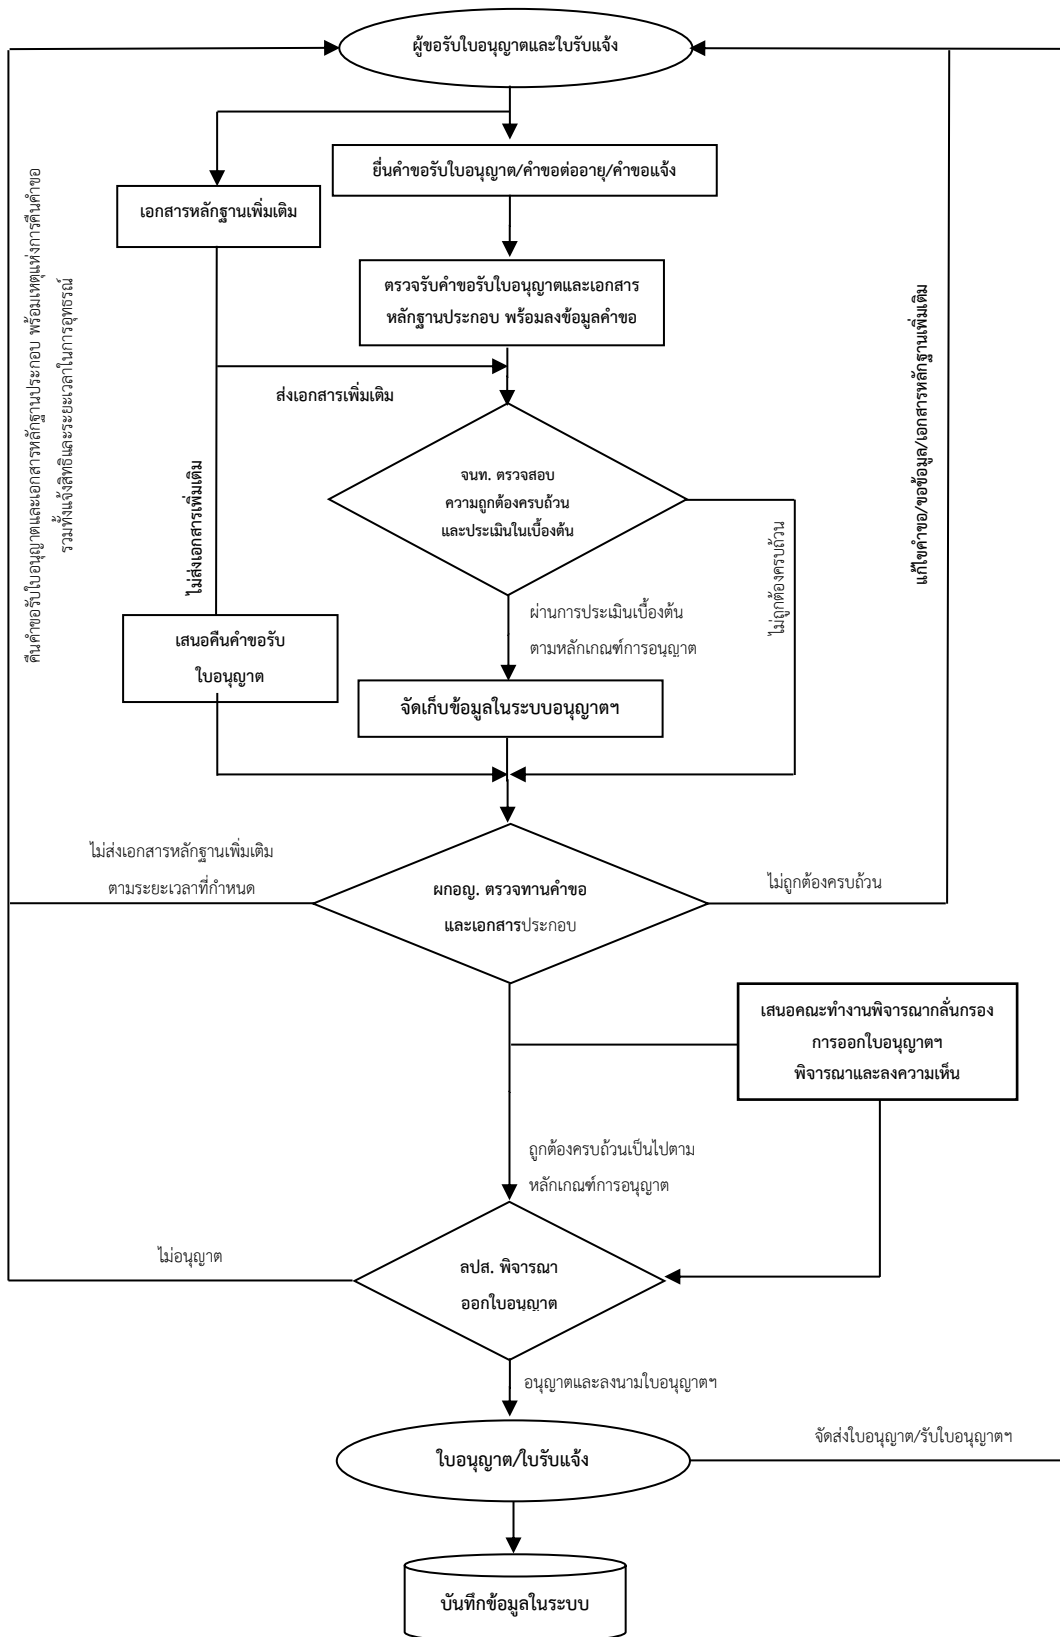 ผู้ขอรับใบอนุญาตและใบรับแจ้ง
ยื่นคำขอรับใบอนุญาต/คำขอต่ออายุ/คำขอแจ้ง
เอกสารหลักฐานเพิ่มเติม
ตรวจรับคำขอรับใบอนุญาตและเอกสาร
หลักฐานประกอบ พร้อมลงข้อมูลคำขอ
คืนคำขอรับใบอนุญาตและเอกสารหลักฐานประกอบ พร้อมเหตุแห่งการคืนคำขอ
รวมทั้งแจ้งสิทธิและระยะเวลาในการอุทธรณ์
แก้ไขคำขอ/ขอข้อมูล/เอกสารหลักฐานเพิ่มเติม
ส่งเอกสารเพิ่มเติม
ไม่ส่งเอกสารเพิ่มเติม
จนท. ตรวจสอบ
ความถูกต้องครบถ้วน
และประเมินในเบื้องต้น
ไม่ถูกต้องครบถ้วน
ผ่านการประเมินเบื้องต้น
ตามหลักเกณฑ์การอนุญาต
เสนอคืนคำขอรับ
ใบอนุญาต
จัดเก็บข้อมูลในระบบอนุญาตฯ
ไม่ส่งเอกสารหลักฐานเพิ่มเติม
ตามระยะเวลาที่กำหนด
ผกอญ. ตรวจทานคำขอ
และเอกสารประกอบ
ไม่ถูกต้องครบถ้วน
เสนอคณะทำงานพิจารณากลั่นกรอง
การออกใบอนุญาตฯ
พิจารณาและลงความเห็น
ถูกต้องครบถ้วนเป็นไปตาม
หลักเกณฑ์การอนุญาต
ไม่อนุญาต
ลปส. พิจารณา
ออกใบอนุญาต
อนุญาตและลงนามใบอนุญาตฯ
จัดส่งใบอนุญาต/รับใบอนุญาตฯ
ใบอนุญาต/ใบรับแจ้ง
บันทึกข้อมูลในระบบ